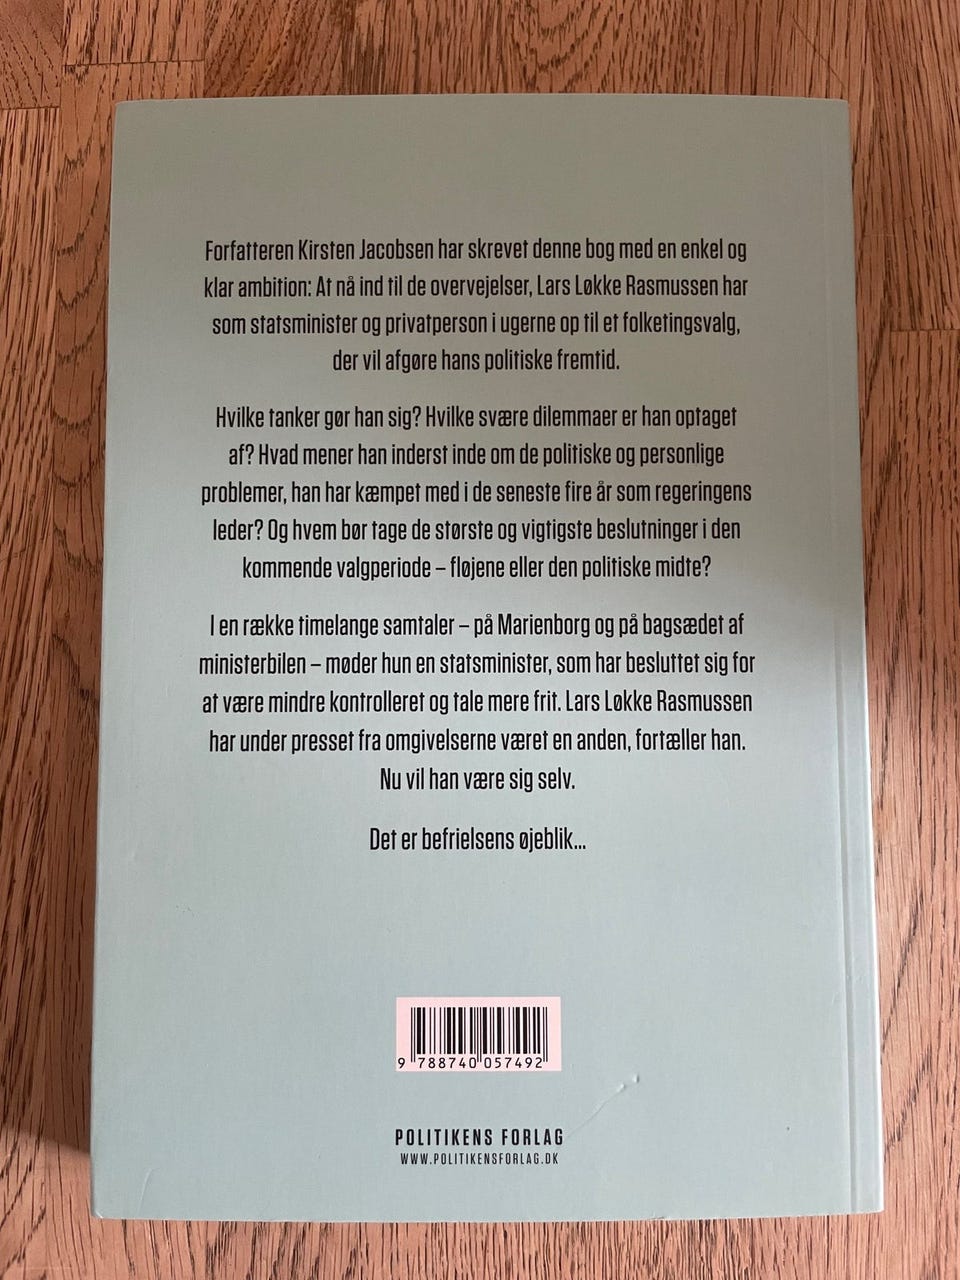 Forfatteren Kirsten Jacobsen har skrevet denne bog med en enkel og
klar ambition: At nå ind til de overvejelser, Lars Løkke Rasmussen har
som statsminister og privatperson i ugerne op til et folketingsvalg,
der vil afgøre hans politiske fremtid.
Hvilke tanker gør han sig? Hvilke svære dilemmaer er han optaget
af? Hvad mener han inderst inde om de politiske og personlige
problemer, han har kæmpet med i de seneste fire år som regeringens
leder? Og hvem bør tage de største og vigtigste beslutninger i den
kommende valgperiode – fløjene eller den politiske midte?
I en række timelange samtaler – på Marienborg og på bagsædet af
ministerbilen – møder hun en statsminister, som har besluttet sig for
at være mindre kontrolleret og tale mere frit. Lars Løkke Rasmussen
har under presset fra omgivelserne været en anden, fortæller han.
Nu vil han være sig selv.
Det er befrielsens øjeblik...
9 788740 057492
POLITIKENS FORLAG
WWW.POLITIKENSFORLAG.DK